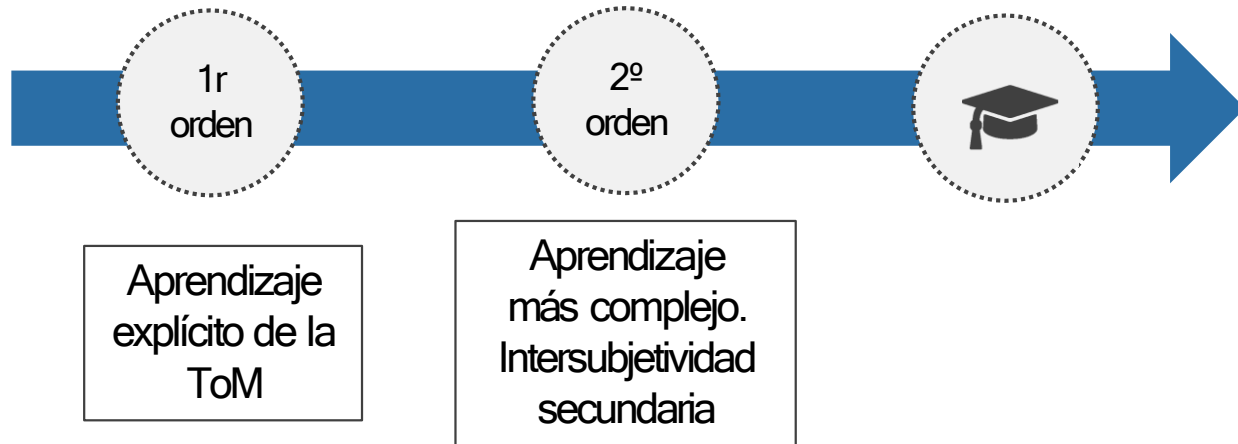 1r
orden
2º
orden
Aprendizaje
explícito de la
ToM
Aprendizaje
más complejo.
Intersubjetividad
secundaria